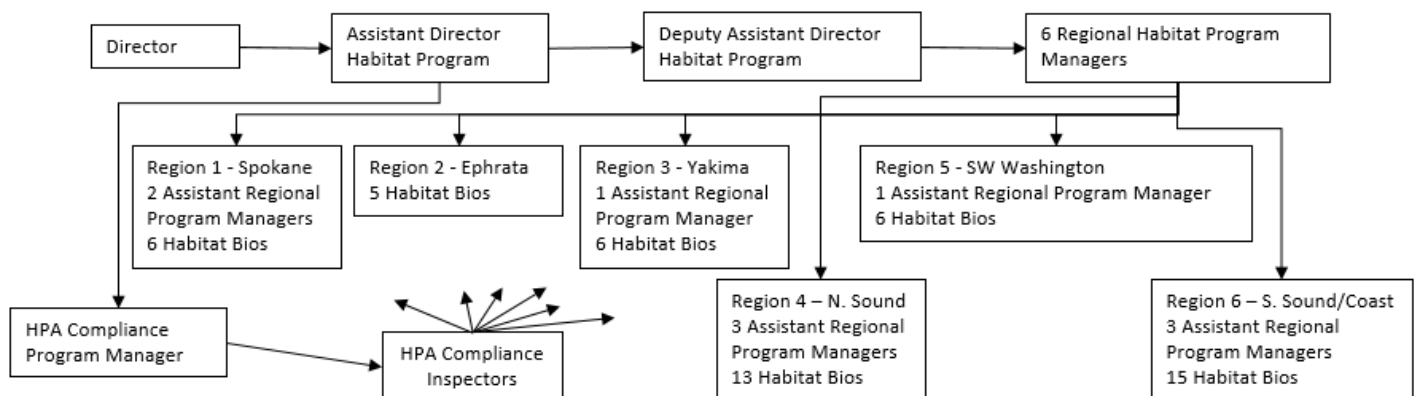 Director
Assistant Director
Habitat Program
Deputy Assistant Director
Habitat Program
6 Regional Habitat Program
Managers
Region 1 - Spokane
2 Assistant Regional
Program Managers
6 Habitat Bios
Region 2 - Ephrata
5 Habitat Bios
Region 3 - Yakima
1 Assistant Regional
Program Manager
6 Habitat Bios
Region 5 - SW Washington
1 Assistant Regional Program Manager
6 Habitat Bios
HPA Compliance
Program Manager
HPA Compliance
Inspectors
Region 4 – N. Sound
3 Assistant Regional
Program Managers
13 Habitat Bios
Region 6 – S. Sound/Coast
3 Assistant Regional
Program Managers
15 Habitat Bios